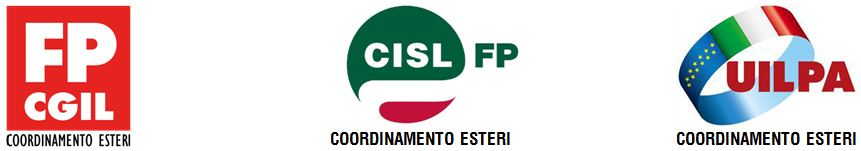 FP
CGIL
COORDINAMENTO ESTERI
CISL FP
COORDINAMENTO ESTERI
UILPA
COORDINAMENTO ESTERI